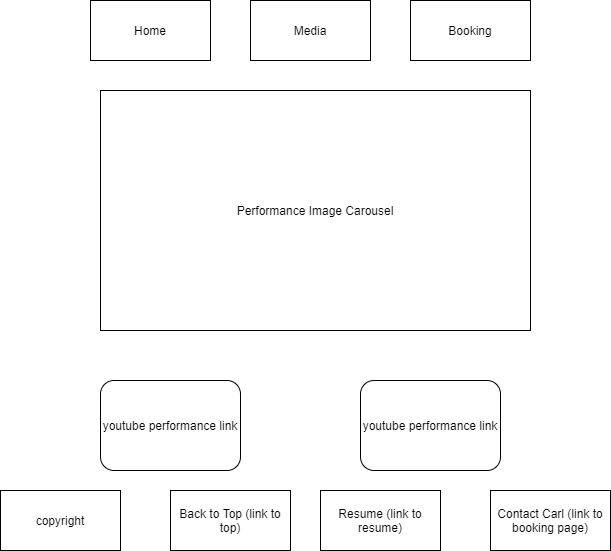 Home
Media
Booking
Performance Image Carousel
youtube performance link
youtube performance link
copyright
Back to Top (link to
top)
Resume (link to
resume)
Contact Carl (link to
booking page)